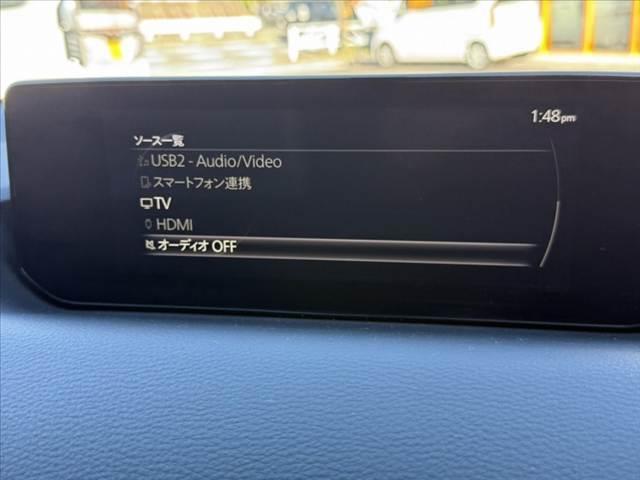 1:48pm
ソース一覧
USB2 - Audio/Video
スマートフォン連携
TV
HDMI
オーディオ OFF